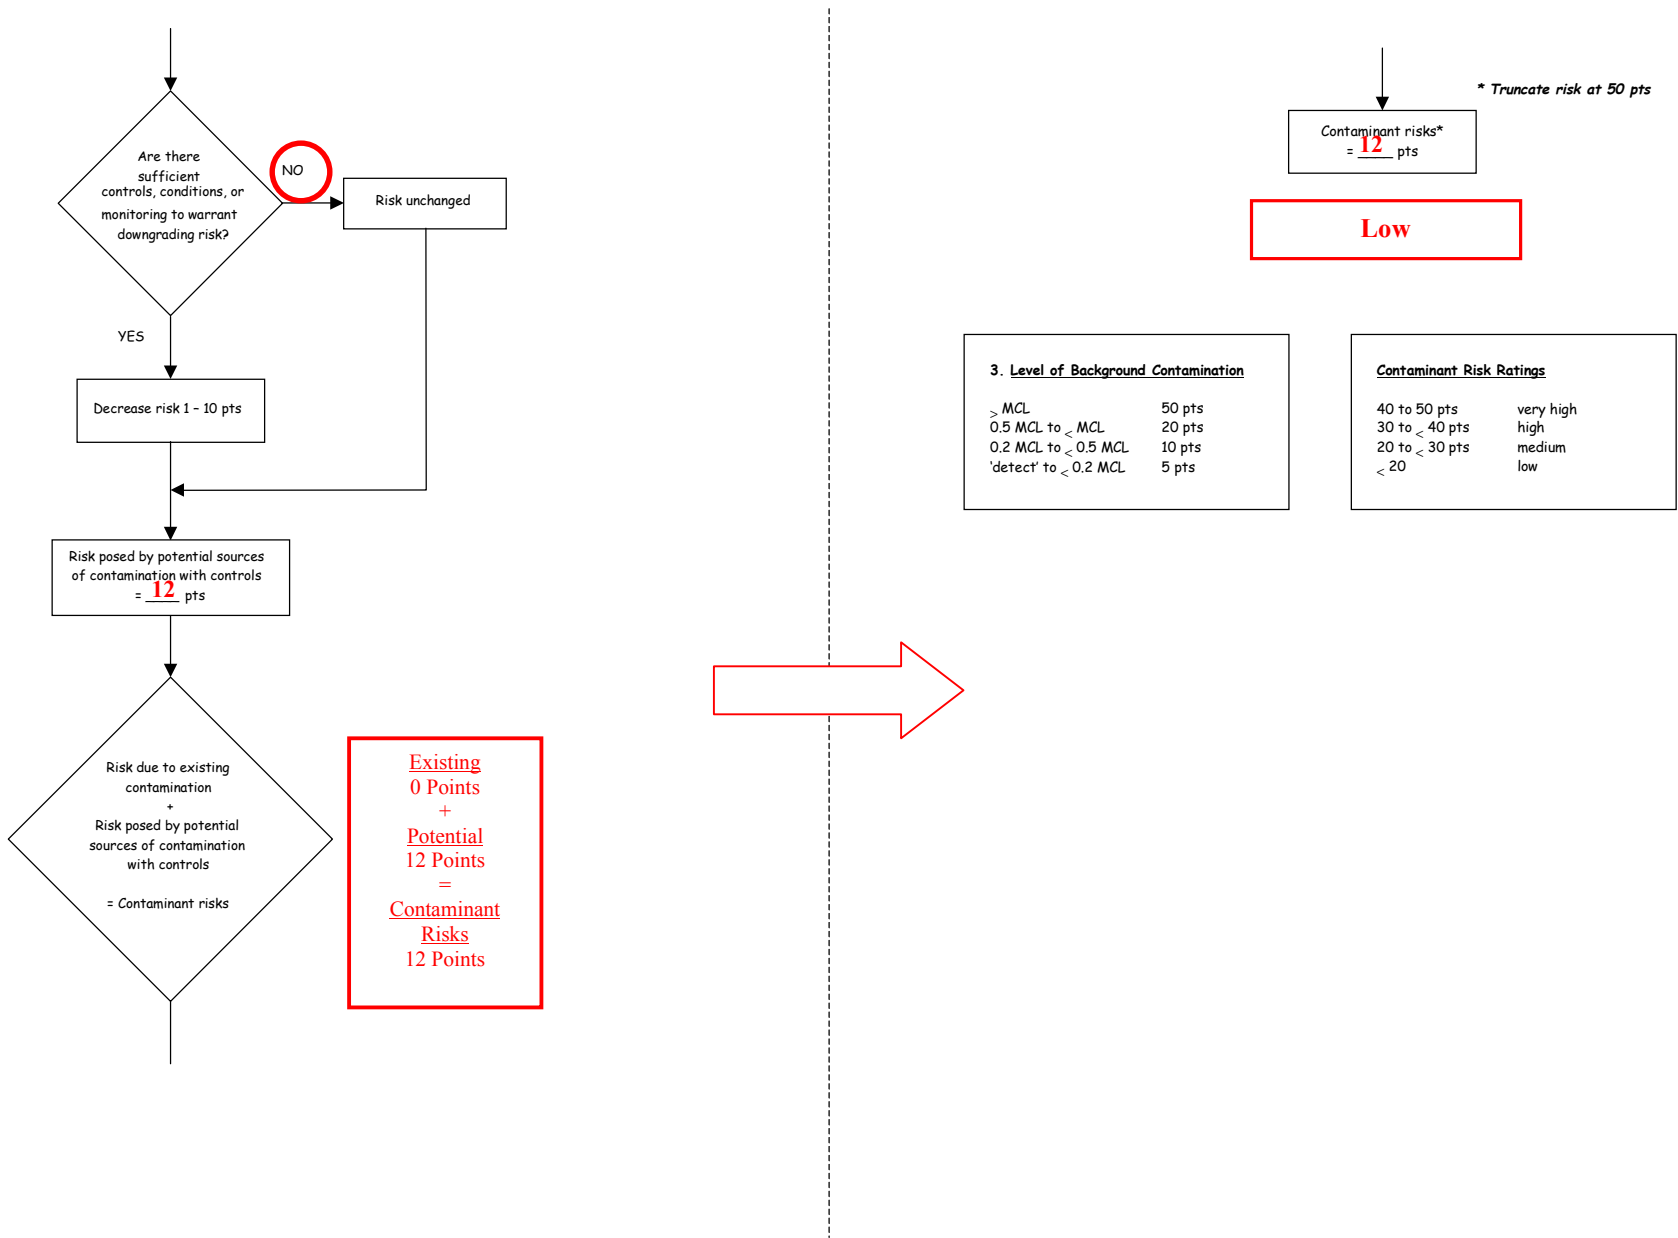 Are there
sufficient
controls, conditions, or
monitoring to warrant
downgrading risk?
NO
Risk unchanged
YES
Decrease risk 1 – 10 pts
Risk posed by potential sources
of contamination with controls
= 12 pts
Risk due to existing
contamination
+
Risk posed by potential
sources of contamination
with controls
= Contaminant risks
Existing
0 Points
+
Potential
12 Points
=
Contaminant
Risks
12 Points
* Truncate risk at 50 pts
Contaminant risks*
= 12 pts
Low
3. Level of Background Contamination
> MCL 50 pts
0.5 MCL to < MCL 20 pts
0.2 MCL to < 0.5 MCL 10 pts
‘detect’ to < 0.2 MCL 5 pts
Contaminant Risk Ratings
40 to 50 pts very high
30 to < 40 pts high
20 to < 30 pts medium
< 20 low